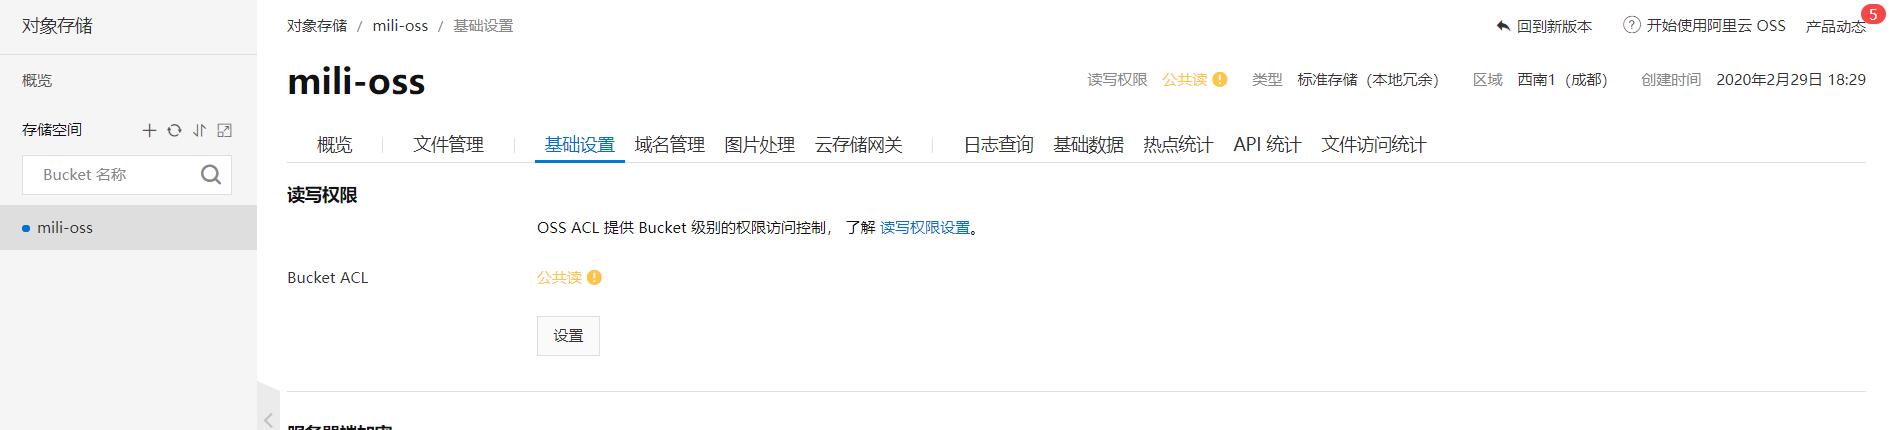 对象存储
对象存储 / mili-oss / 基础设置
回到新版本 开始使用阿里云 OSS 产品动态 5
概览
mili-oss
读写权限 公共读 类型 标准存储（本地冗余） 区域 西南1（成都） 创建时间 2020年2月29日 18:29
存储空间
Bucket 名称
mili-oss
概览 文件管理 基础设置 域名管理 图片处理 云存储网关 日志查询 基础数据 热点统计 API 统计 文件访问统计
读写权限
OSS ACL 提供 Bucket 级别的权限访问控制， 了解 读写权限设置。
Bucket ACL 公共读
设置
服务器端加密